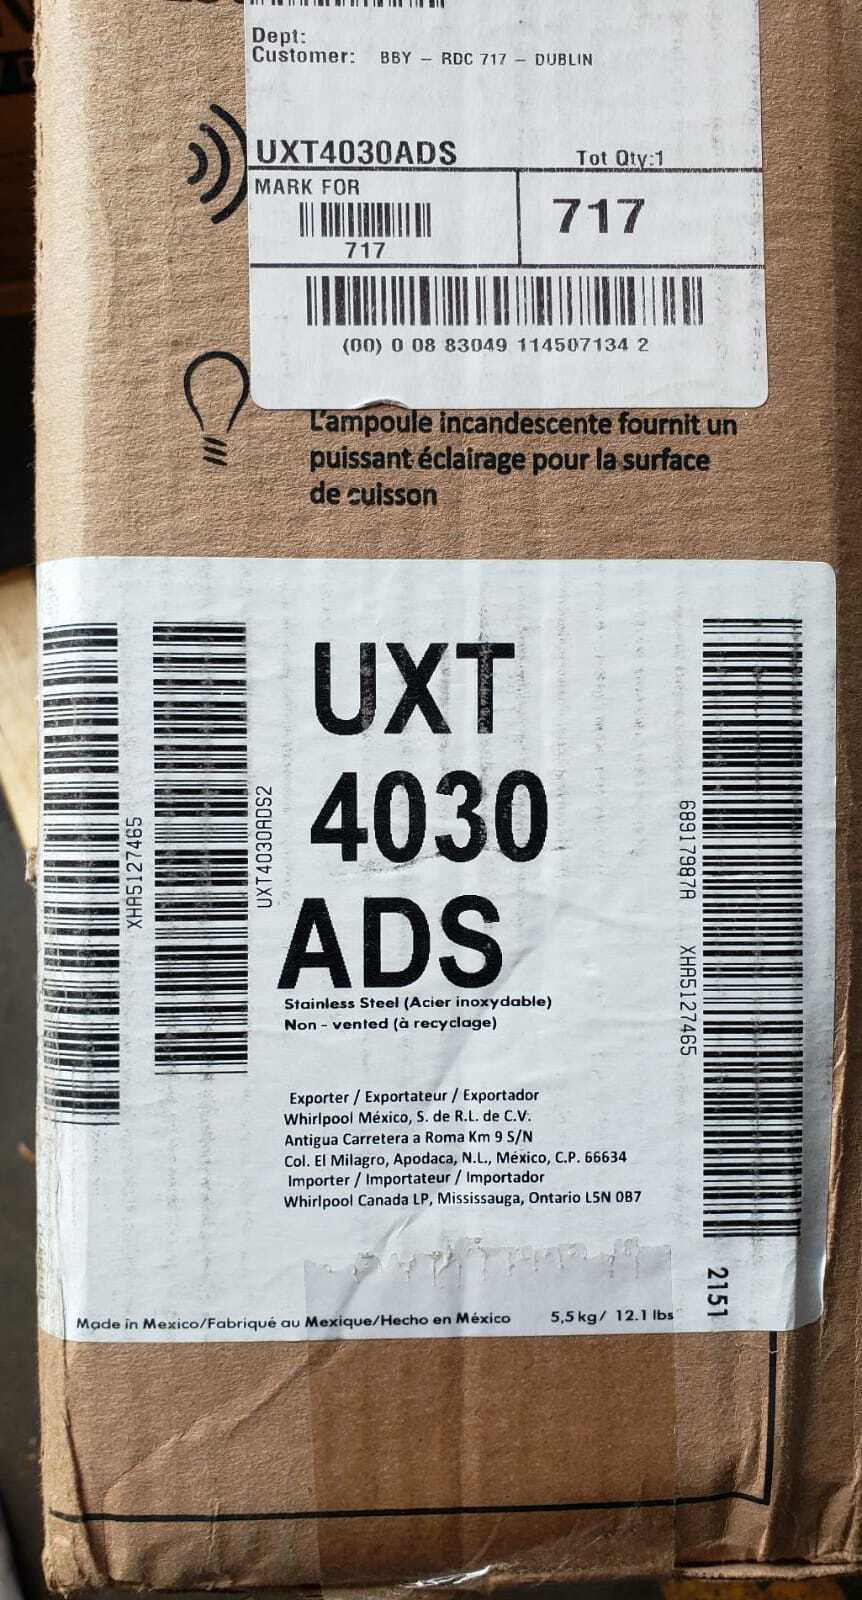 Dept:
Customer: BBY - RDC 717 - DUBLIN
UXT4030ADS
Tot Qty:1
MARK FOR
717
717
(00) 0 08 83049 114507134 2
L'ampoule incandescente fournit un
puissant éclairage pour la surface
de cuisson
XHA5127465
UXT4030ADS2
UXT
4030
ADS
Stainless Steel (Acier inoxydable)
Non - vented (à recyclage)
Exporter / Exportateur / Exportador
Whirlpool México, S. de R.L. de C.V.
Antigua Carretera a Roma Km 9 S/N
Col. El Milagro, Apodaca, N.L., México, C.P. 66634
Importer / Importateur / Importador
Whirlpool Canada LP, Mississauga, Ontario L5N 0B7
68917987A XHA5127465
2151
Made in Mexico/Fabriqué au Mexique/Hecho en México 5,5 kg/ 12.1 lbs